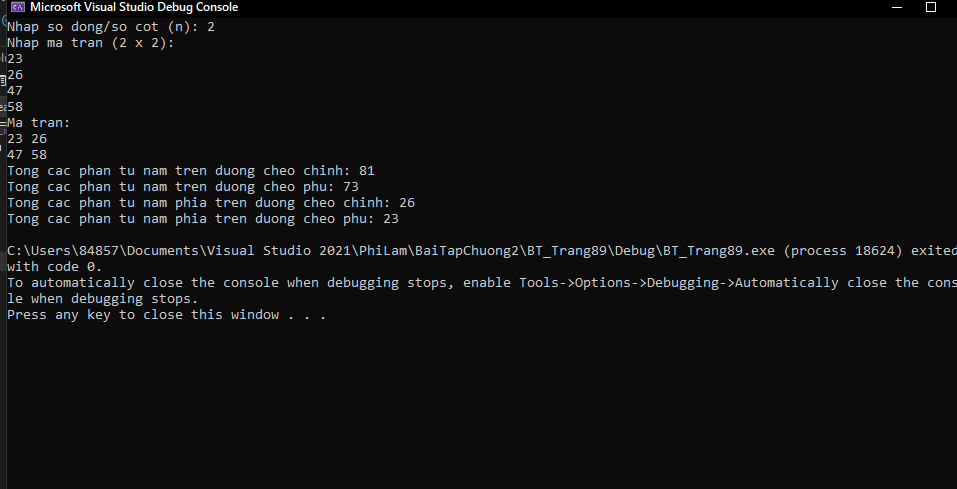 Microsoft Visual Studio Debug Console
Nhap so dong/so cot (n): 2
Nhap ma tran (2 x 2):
23
26
47
58
Ma tran:
23 26
47 58
Tong cac phan tu nam tren duong cheo chinh: 81
Tong cac phan tu nam tren duong cheo phu: 73
Tong cac phan tu nam phia tren duong cheo chinh: 26
Tong cac phan tu nam phia tren duong cheo phu: 23
C:\Users\84857\Documents\Visual Studio 2021\PhiLam\BaiTapChuong2\BT_Trang89\Debug\BT_Trang89.exe (process 18624) exited
with code 0.
To automatically close the console when debugging stops, enable Tools->Options->Debugging->Automatically close the cons
le when debugging stops.
Press any key to close this window . . .